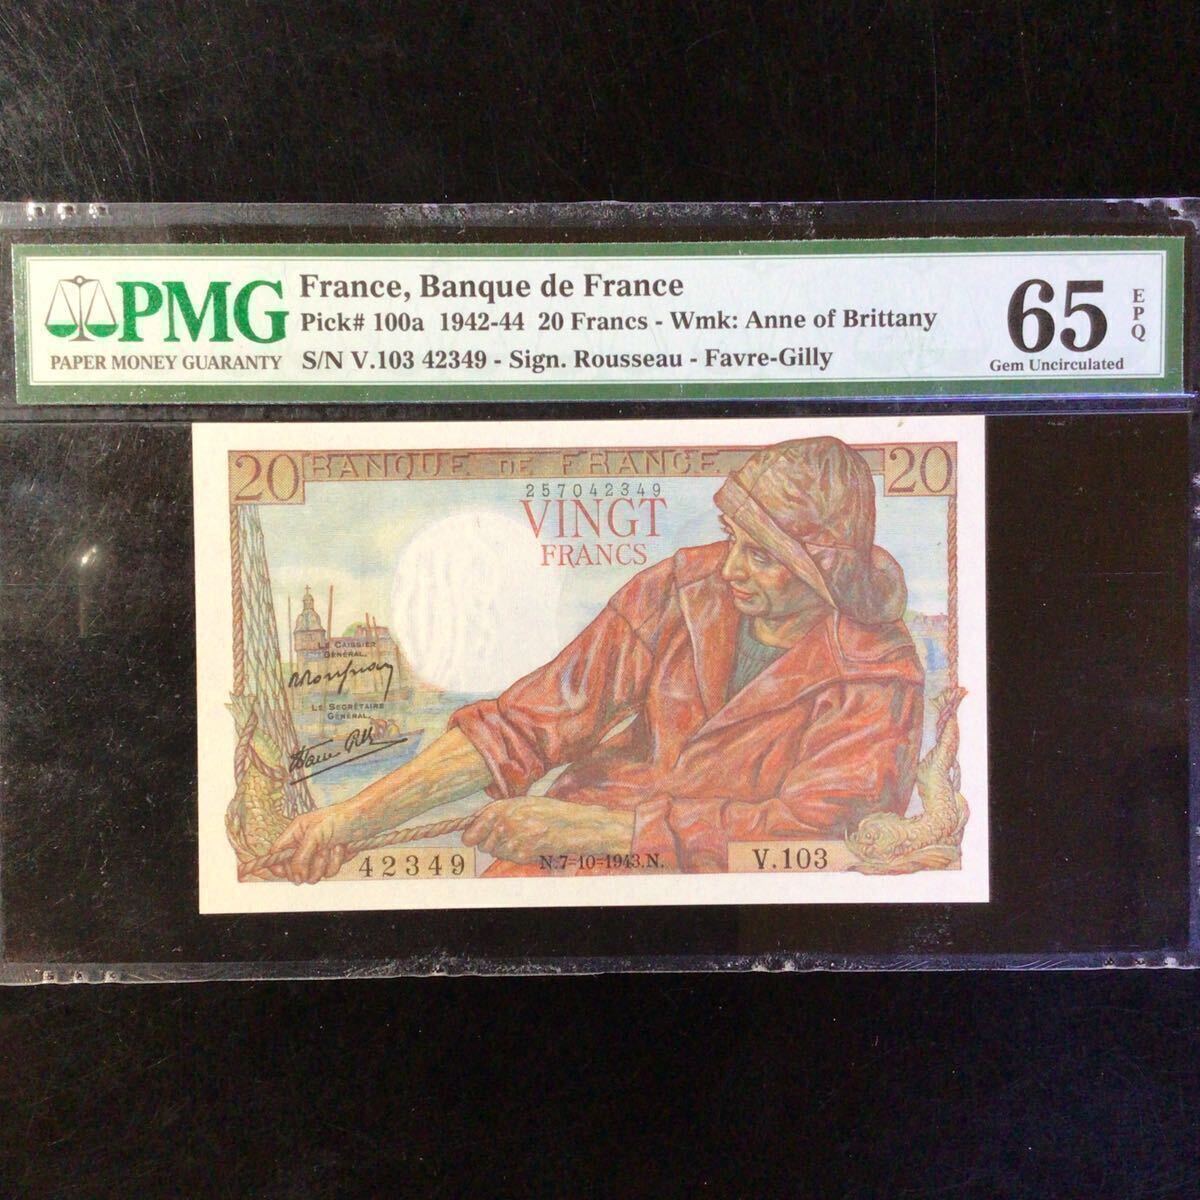 PMG
PAPER MONEY GUARANTY
France, Banque de France
Pick# 100a 1942-44 20 Francs - Wmk: Anne of Brittany
S/N V.103 42349 - Sign. Rousseau - Favre-Gilly
65
EPQ
Gem Uncirculated
20 BANQUE DE FRANCE 20
257042349
VINGT
FRANCS
LE CAISSIER
GÉNÉRAL.
LE SECRÉTAIRE
GÉNÉRAL.
42349
N.7=10=1943.N.
V.103